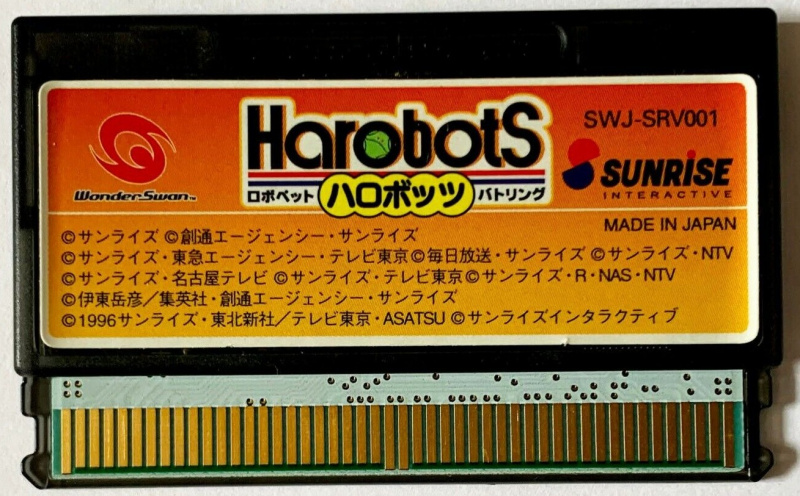 HarobotS
SWJ-SRV001
WonderSwan™
ロボペット ハロボッツ バトリング
SUNRiSE
INTERACTIVE
MADE IN JAPAN
©サンライズ ©創通エージェンシー・サンライズ
©サンライズ・東急エージェンシー・テレビ東京©毎日放送・サンライズ ©サンライズ・NTV
©サンライズ・名古屋テレビ ©サンライズ・テレビ東京©サンライズ・R・NAS・NTV
©伊東岳彦／集英社・創通エージェンシー・サンライズ
©1996サンライズ・東北新社／テレビ東京・ASATSU ©サンライズインタラクティブ